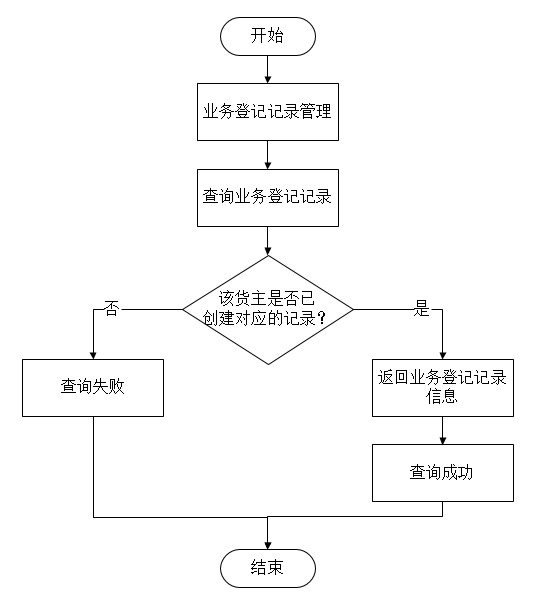 开始
业务登记记录管理
查询业务登记记录
该货主是否已
创建对应的记录？
否
是
查询失败
返回业务登记记录
信息
查询成功
结束